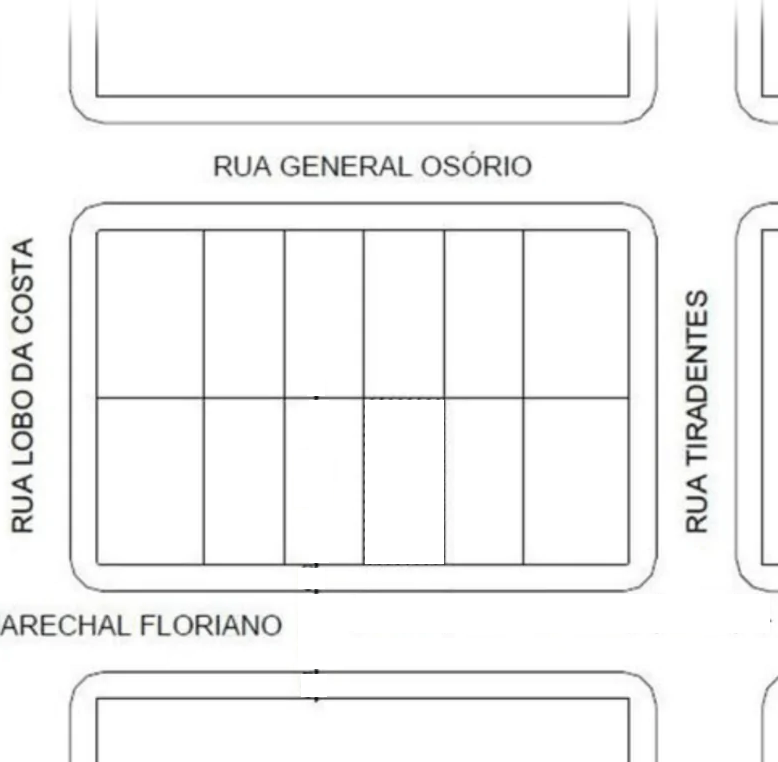 RUA GENERAL OSÓRIO
RUA LOBO DA COSTA
RUA TIRADENTES
ARECHAL FLORIANO